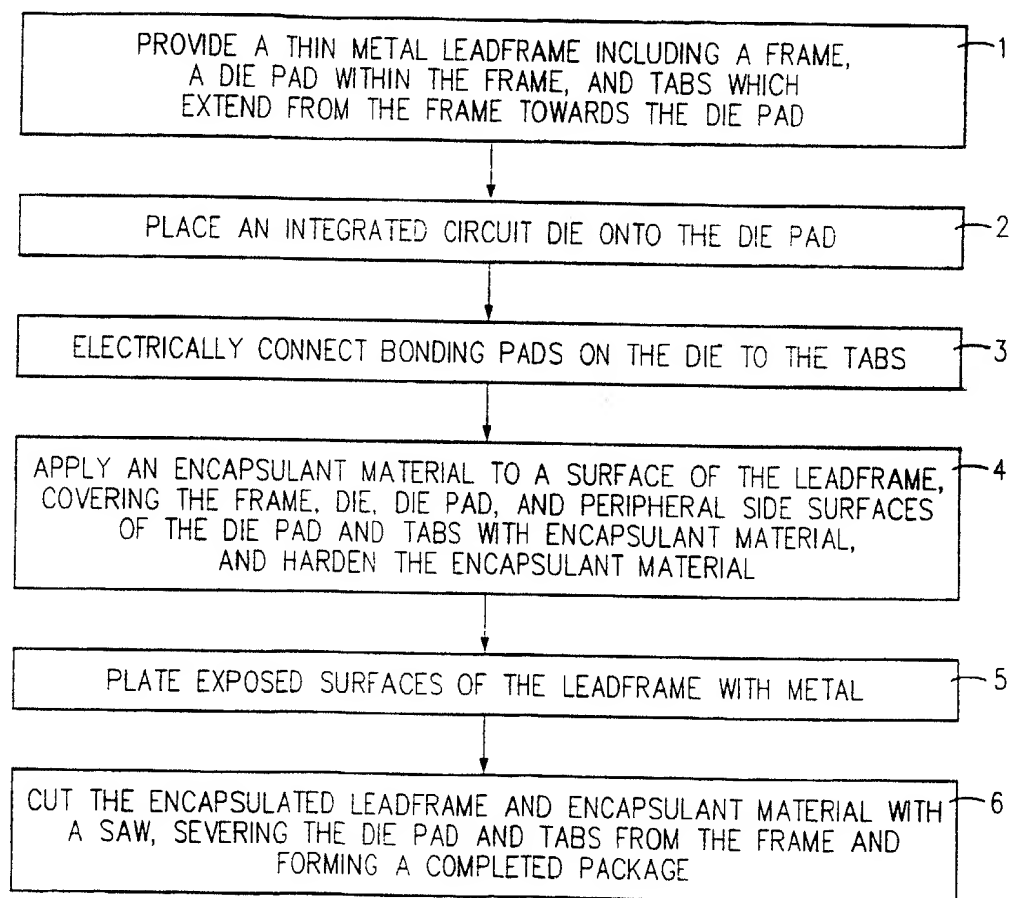 PROVIDE A THIN METAL LEADFRAME INCLUDING A FRAME, 1
A DIE PAD WITHIN THE FRAME, AND TABS WHICH
EXTEND FROM THE FRAME TOWARDS THE DIE PAD
PLACE AN INTEGRATED CIRCUIT DIE ONTO THE DIE PAD 2
ELECTRICALLY CONNECT BONDING PADS ON THE DIE TO THE TABS 3
APPLY AN ENCAPSULANT MATERIAL TO A SURFACE OF THE LEADFRAME, 4
COVERING THE FRAME, DIE, DIE PAD, AND PERIPHERAL SIDE SURFACES
OF THE DIE PAD AND TABS WITH ENCAPSULANT MATERIAL,
AND HARDEN THE ENCAPSULANT MATERIAL
PLATE EXPOSED SURFACES OF THE LEADFRAME WITH METAL 5
CUT THE ENCAPSULATED LEADFRAME AND ENCAPSULANT MATERIAL WITH 6
A SAW, SEVERING THE DIE PAD AND TABS FROM THE FRAME AND
FORMING A COMPLETED PACKAGE